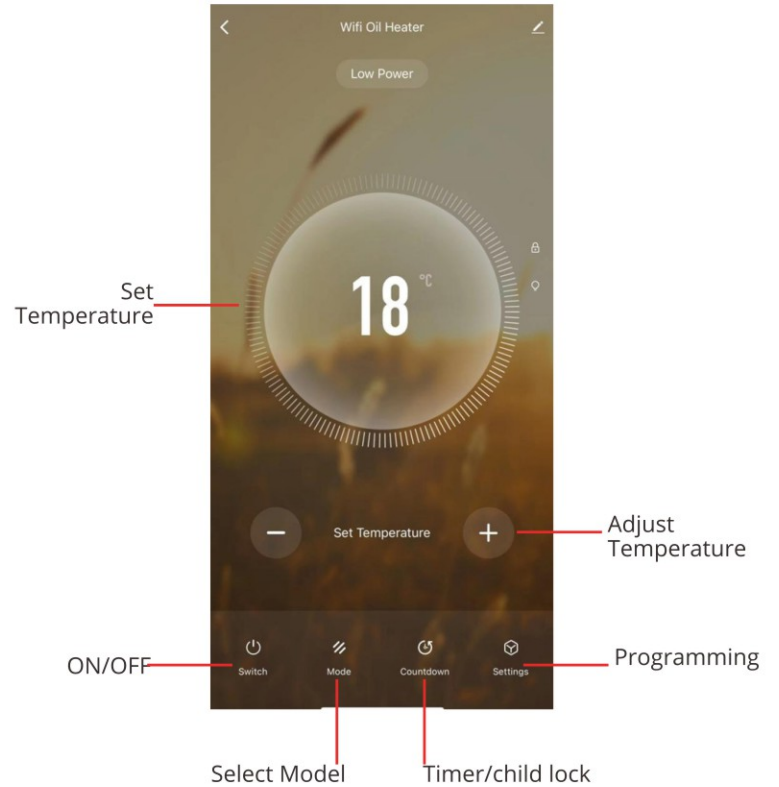 Wifi Oil Heater
Low Power
18 °C
Set
Temperature
Set Temperature
Adjust
Temperature
ON/OFF
Switch
Mode
Countdown
Settings
Programming
Select Model
Timer/child lock